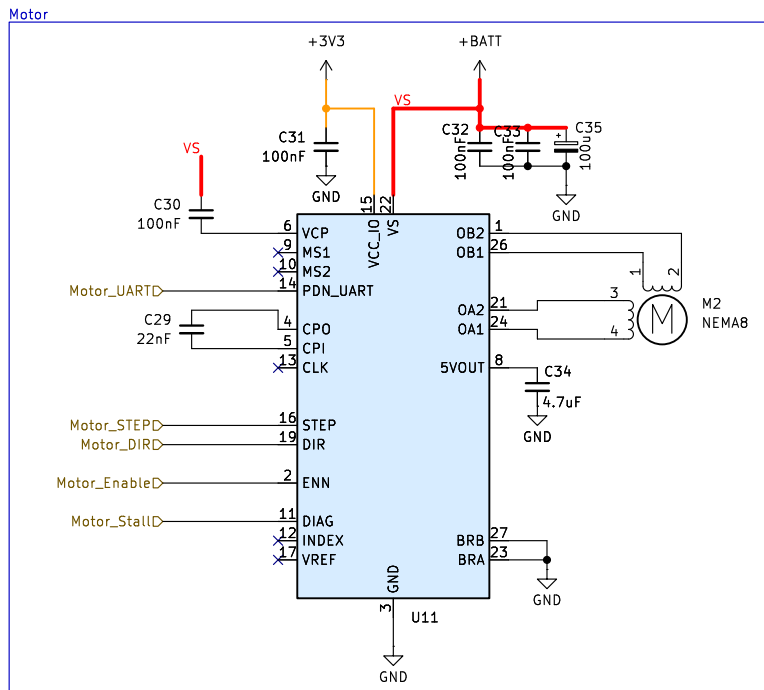 Motor
+3V3
+BATT
VS
VS
C31
100nF
C32
100nF
C33
100nF
C35
100u
+
GND
GND
C30
100nF
15
22
VCC_IO
VS
6
VCP
9
MS1
10
MS2
Motor_UART
14
PDN_UART
C29
22nF
4
CPO
5
CPI
13
CLK
Motor_STEP
16
STEP
Motor_DIR
19
DIR
Motor_Enable
2
ENN
Motor_Stall
11
DIAG
12
INDEX
17
VREF
OB2
1
OB1
26
1
2
OA2
21
3
OA1
24
4
M
M2
NEMA8
5VOUT
8
C34
4.7uF
GND
BRB
27
BRA
23
GND
GND
3
U11
GND